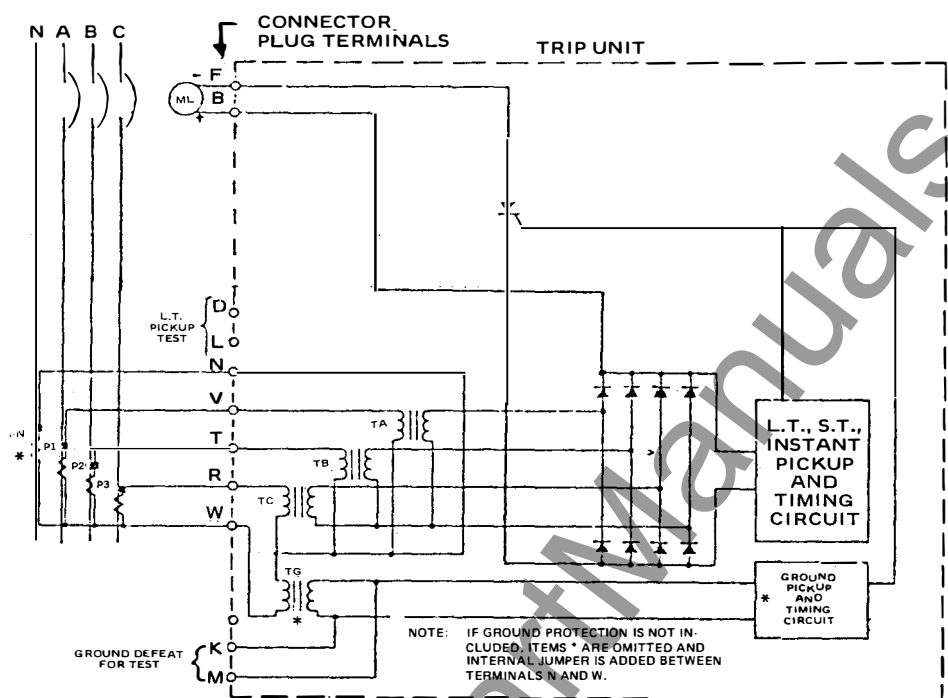 CONNECTOR
PLUG TERMINALS
N A B C
TRIP UNIT
- F
ML
B
+
D
L.T.
PICKUP
TEST
L
N
V
TA
T
P1
*
P2
TB
R
P3
TC
W
L.T., S.T.,
INSTANT
PICKUP
AND
TIMING
CIRCUIT
TG
*
GROUND
PICKUP
* AND
TIMING
CIRCUIT
K
GROUND DEFEAT
FOR TEST
M
NOTE: IF GROUND PROTECTION IS NOT IN-
CLUDED, ITEMS * ARE OMITTED AND
INTERNAL JUMPER IS ADDED BETWEEN
TERMINALS N AND W.
artManuals